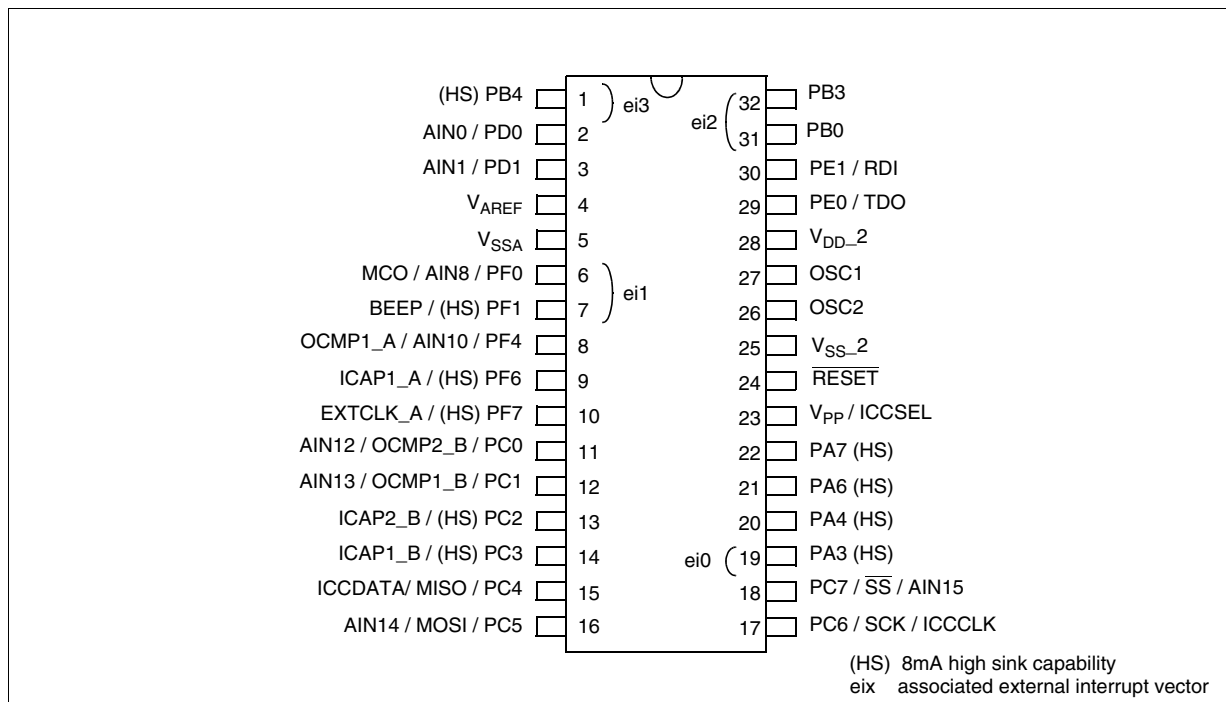 (HS) PB4 1 ei3 ei2 32 PB3
AIN0 / PD0 2 31 PB0
AIN1 / PD1 3 30 PE1 / RDI
VAREF 4 29 PE0 / TDO
VSSA 5 28 VDD_2
MCO / AIN8 / PF0 6 ei1 27 OSC1
BEEP / (HS) PF1 7 26 OSC2
OCMP1_A / AIN10 / PF4 8 25 VSS_2
ICAP1_A / (HS) PF6 9 24 RESET
EXTCLK_A / (HS) PF7 10 23 VPP / ICCSEL
AIN12 / OCMP2_B / PC0 11 22 PA7 (HS)
AIN13 / OCMP1_B / PC1 12 21 PA6 (HS)
ICAP2_B / (HS) PC2 13 20 PA4 (HS)
ICAP1_B / (HS) PC3 14 ei0 19 PA3 (HS)
ICCDATA/ MISO / PC4 15 18 PC7 / SS / AIN15
AIN14 / MOSI / PC5 16 17 PC6 / SCK / ICCCLK
(HS) 8mA high sink capability
eix associated external interrupt vector